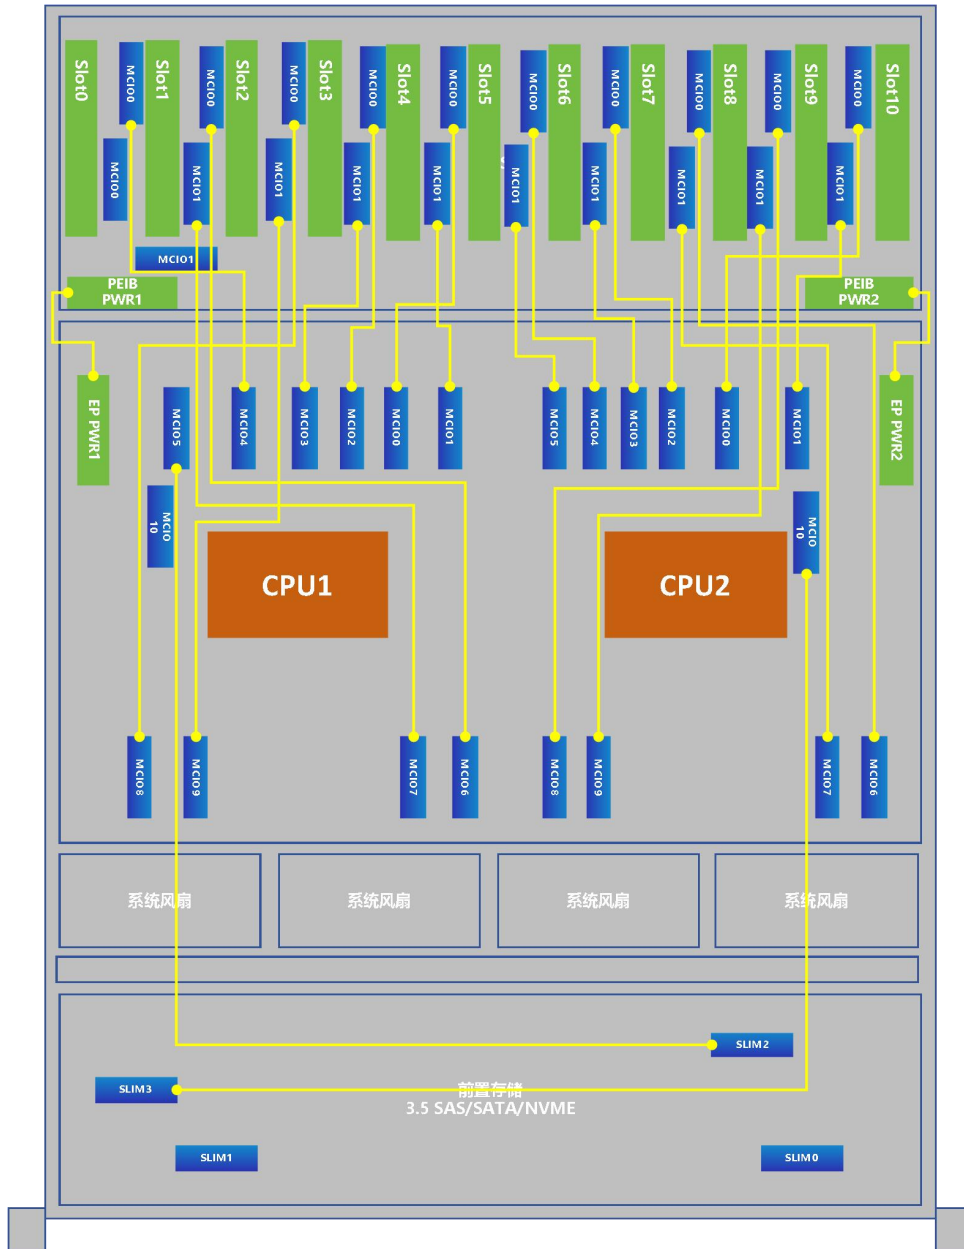 Slot0
MCIO0
Slot1
MCIO0
Slot2
MCIO0
Slot3
MCIO0
Slot4
MCIO0
Slot5
MCIO0
Slot6
MCIO0
Slot7
MCIO0
Slot8
MCIO0
Slot9
MCIO0
Slot10
MCIO0
MCIO1
MCIO1
MCIO1
MCIO1
MCIO1
MCIO1
MCIO1
MCIO1
MCIO1
MCIO1
PEIB
PWR1
PEIB
PWR2
EP PWR1
MCIO5
MCIO4
MCIO3
MCIO2
MCIO0
MCIO1
MCIO5
MCIO4
MCIO3
MCIO2
MCIO0
MCIO1
EP PWR2
MCIO
10
MCIO
10
CPU1
CPU2
MCIO8
MCIO9
MCIO7
MCIO6
MCIO8
MCIO9
MCIO7
MCIO6
系统风扇
系统风扇
系统风扇
系统风扇
SLIM2
SLIM3
前置存储
3.5 SAS/SATA/NVME
SLIM1
SLIM0